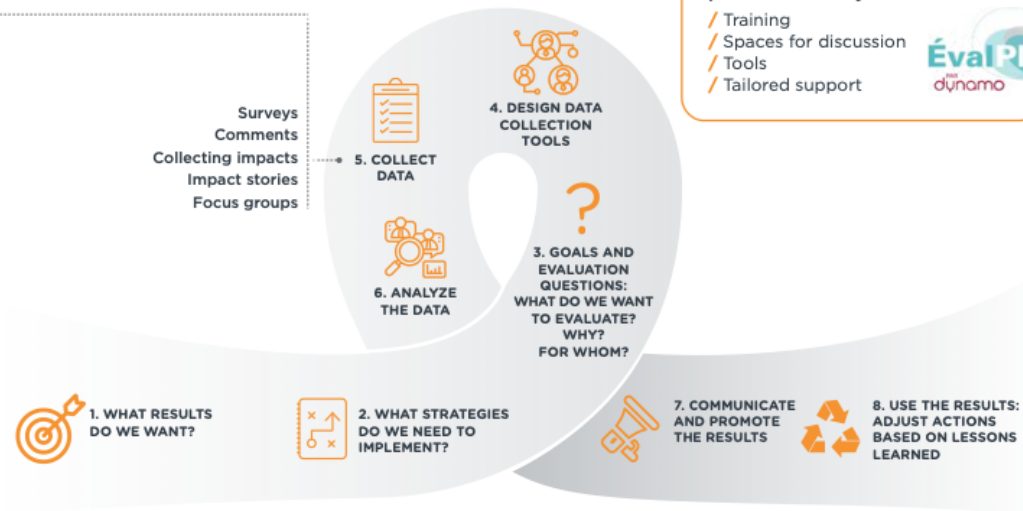 / Training
/ Spaces for discussion
/ Tools
/ Tailored support
ÉvalP
PAR
dynamo
Surveys
Comments
Collecting impacts
Impact stories
Focus groups
4. DESIGN DATA
COLLECTION
TOOLS
5. COLLECT
DATA
6. ANALYZE
THE DATA
?
3. GOALS AND
EVALUATION
QUESTIONS:
WHAT DO WE WANT
TO EVALUATE?
WHY?
FOR WHOM?
1. WHAT RESULTS
DO WE WANT?
2. WHAT STRATEGIES
DO WE NEED TO
IMPLEMENT?
7. COMMUNICATE
AND PROMOTE
THE RESULTS
8. USE THE RESULTS:
ADJUST ACTIONS
BASED ON LESSONS
LEARNED